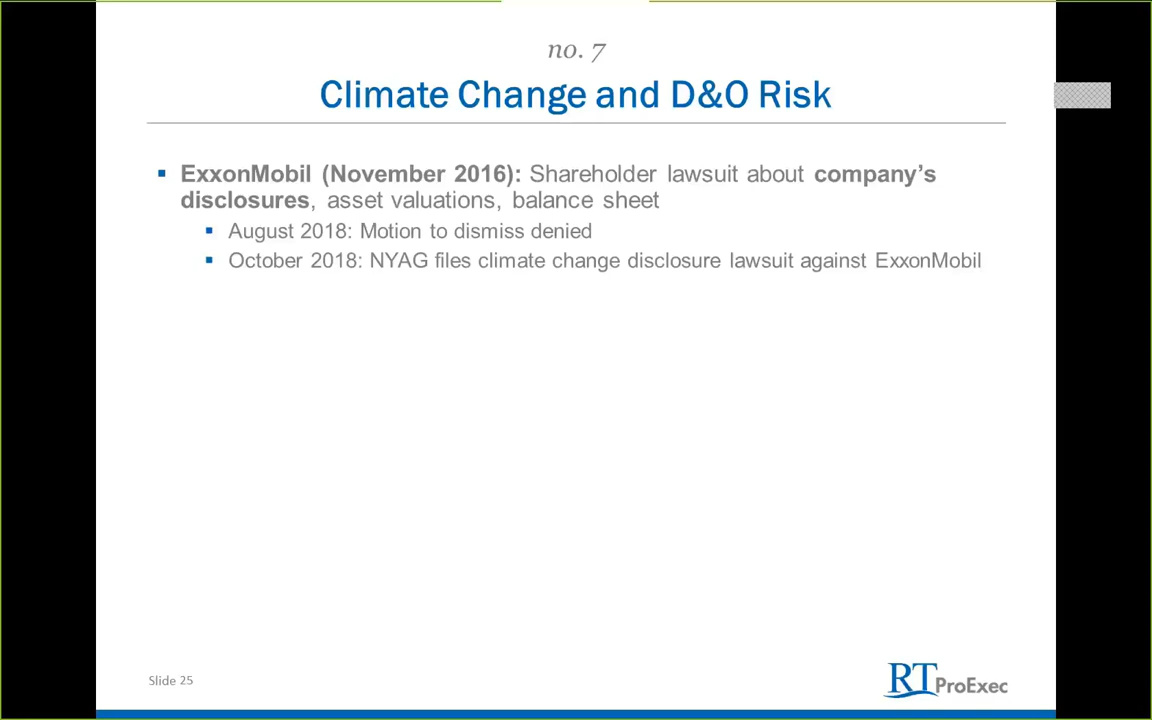 no. 7
Climate Change and D&O Risk
▪ ExxonMobil (November 2016): Shareholder lawsuit about company’s
disclosures, asset valuations, balance sheet
▪ August 2018: Motion to dismiss denied
▪ October 2018: NYAG files climate change disclosure lawsuit against ExxonMobil
Slide 25
RT ProExec